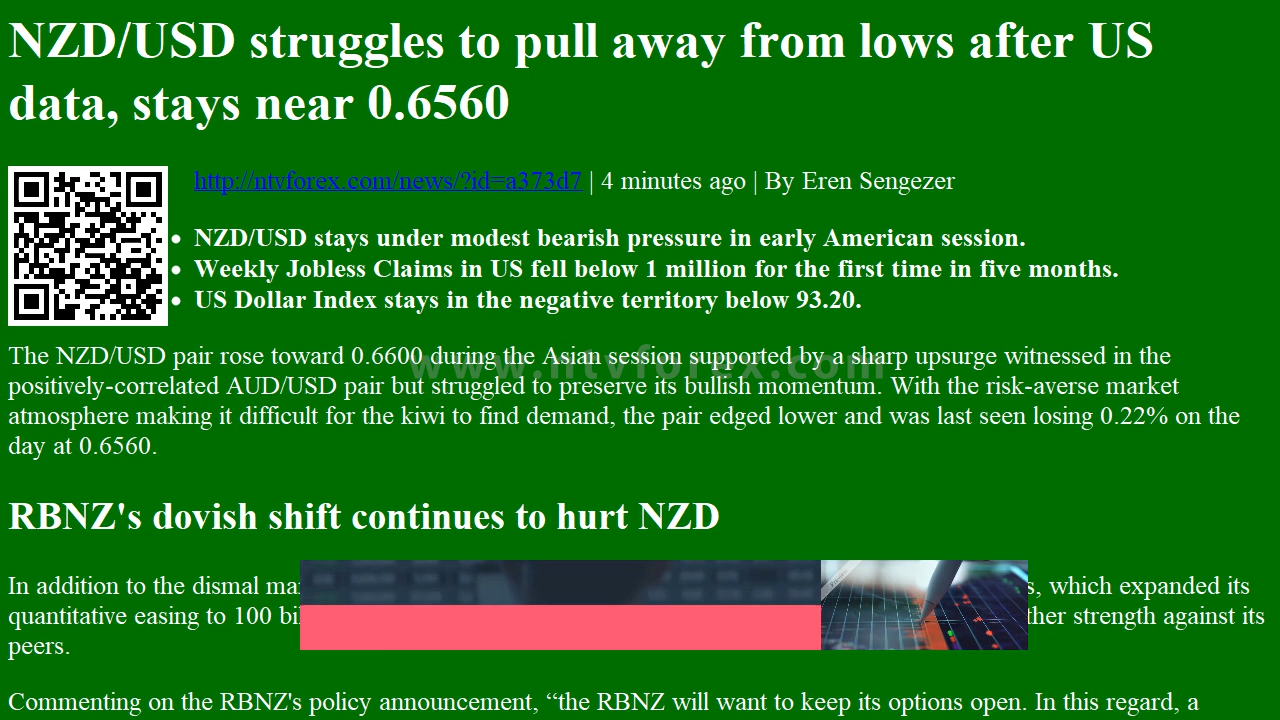 NZD/USD struggles to pull away from lows after US
data, stays near 0.6560
http://ntvforex.com/news/?id=a373d7 | 4 minutes ago | By Eren Sengezer
• NZD/USD stays under modest bearish pressure in early American session.
• Weekly Jobless Claims in US fell below 1 million for the first time in five months.
• US Dollar Index stays in the negative territory below 93.20.
www.ntvforex.com
The NZD/USD pair rose toward 0.6600 during the Asian session supported by a sharp upsurge witnessed in the
positively-correlated AUD/USD pair but struggled to preserve its bullish momentum. With the risk-averse market
atmosphere making it difficult for the kiwi to find demand, the pair edged lower and was last seen losing 0.22% on the
day at 0.6560.
RBNZ's dovish shift continues to hurt NZD
In addition to the dismal , which expanded its
quantitative easing to 100 strength against its
peers.
Commenting on the RBNZ's policy announcement, “the RBNZ will want to keep its options open. In this regard, a